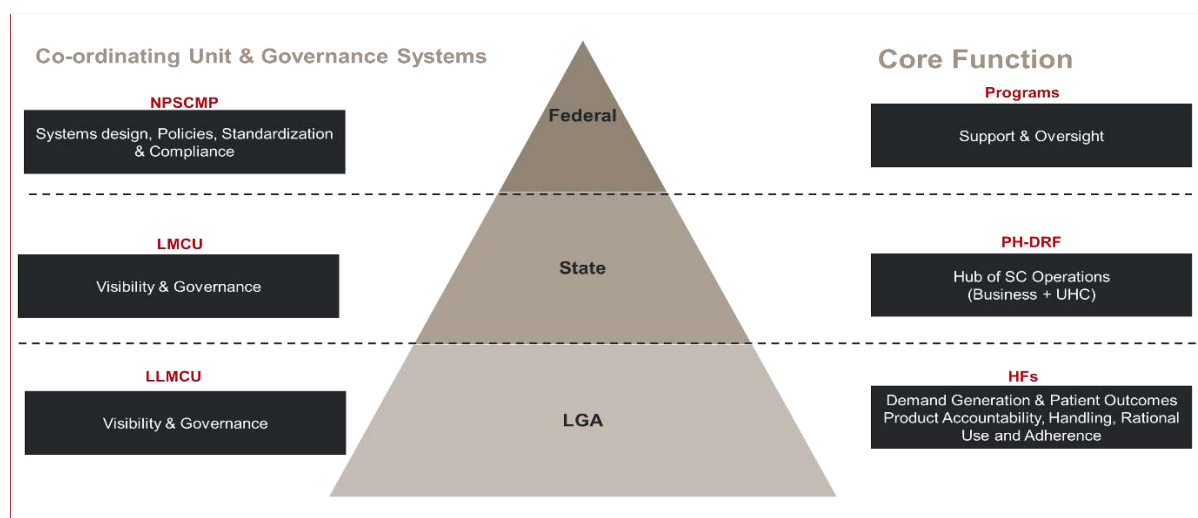 Co-ordinating Unit & Governance Systems
Core Function
NPSCMP
Systems design, Policies, Standardization
& Compliance
Federal
Programs
Support & Oversight
LMCU
Visibility & Governance
State
PH-DRF
Hub of SC Operations
(Business + UHC)
LLMCU
Visibility & Governance
LGA
HFs
Demand Generation & Patient Outcomes
Product Accountability, Handling, Rational
Use and Adherence